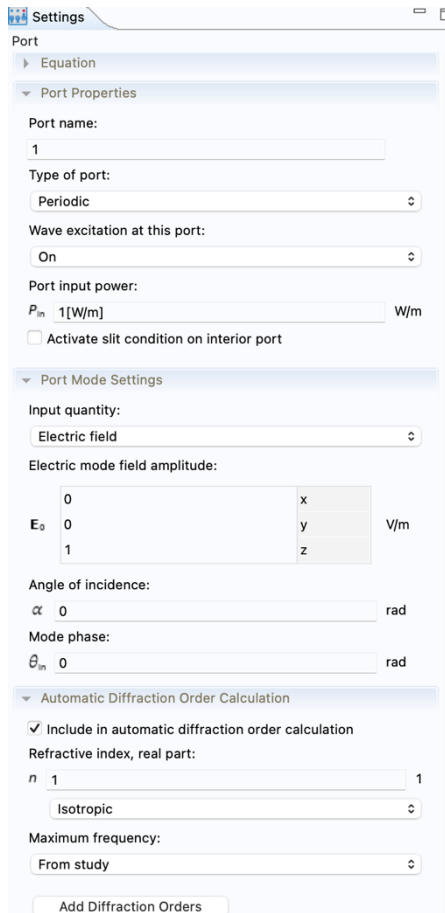 Settings
Port
Equation
Port Properties
Port name:
1
Type of port:
Periodic
Wave excitation at this port:
On
Port input power:
Pin 1[W/m] W/m
Activate slit condition on interior port
Port Mode Settings
Input quantity:
Electric field
Electric mode field amplitude:
0 x
E0 0 y V/m
1 z
Angle of incidence:
α 0 rad
Mode phase:
θin 0 rad
Automatic Diffraction Order Calculation
Include in automatic diffraction order calculation
Refractive index, real part:
n 1 1
Isotropic
Maximum frequency:
From study
Add Diffraction Orders